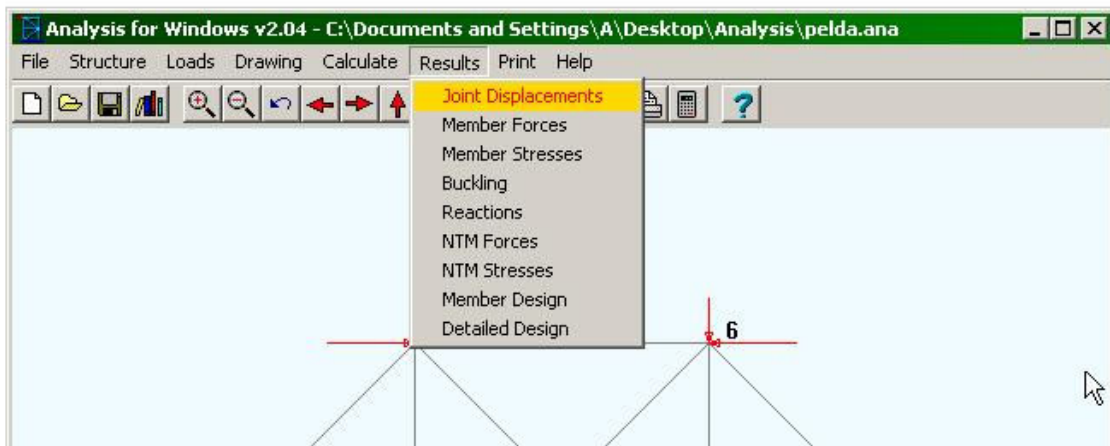 Analysis for Windows v2.04 - C:\Documents and Settings\A\Desktop\Analysis\pelda.ana
File Structure Loads Drawing Calculate Results Print Help
Joint Displacements
Member Forces
Member Stresses
Buckling
Reactions
NTM Forces
NTM Stresses
Member Design
Detailed Design
6